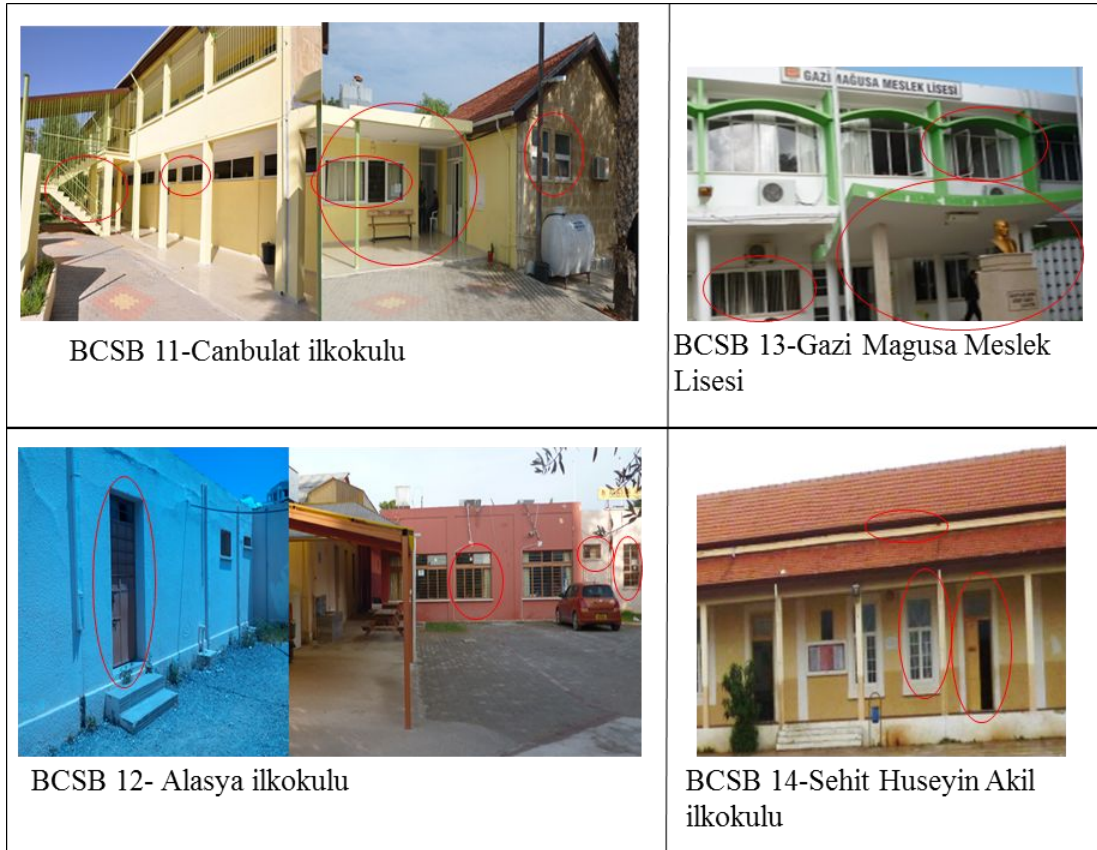 GAZİMAĞUSA MESLEK LİSESİ
BCSB 11-Canbulat ilkokulu
BCSB 13-Gazi Magusa Meslek
Lisesi
BCSB 12- Alasya ilkokulu
BCSB 14-Sehit Huseyin Akil
ilkokulu